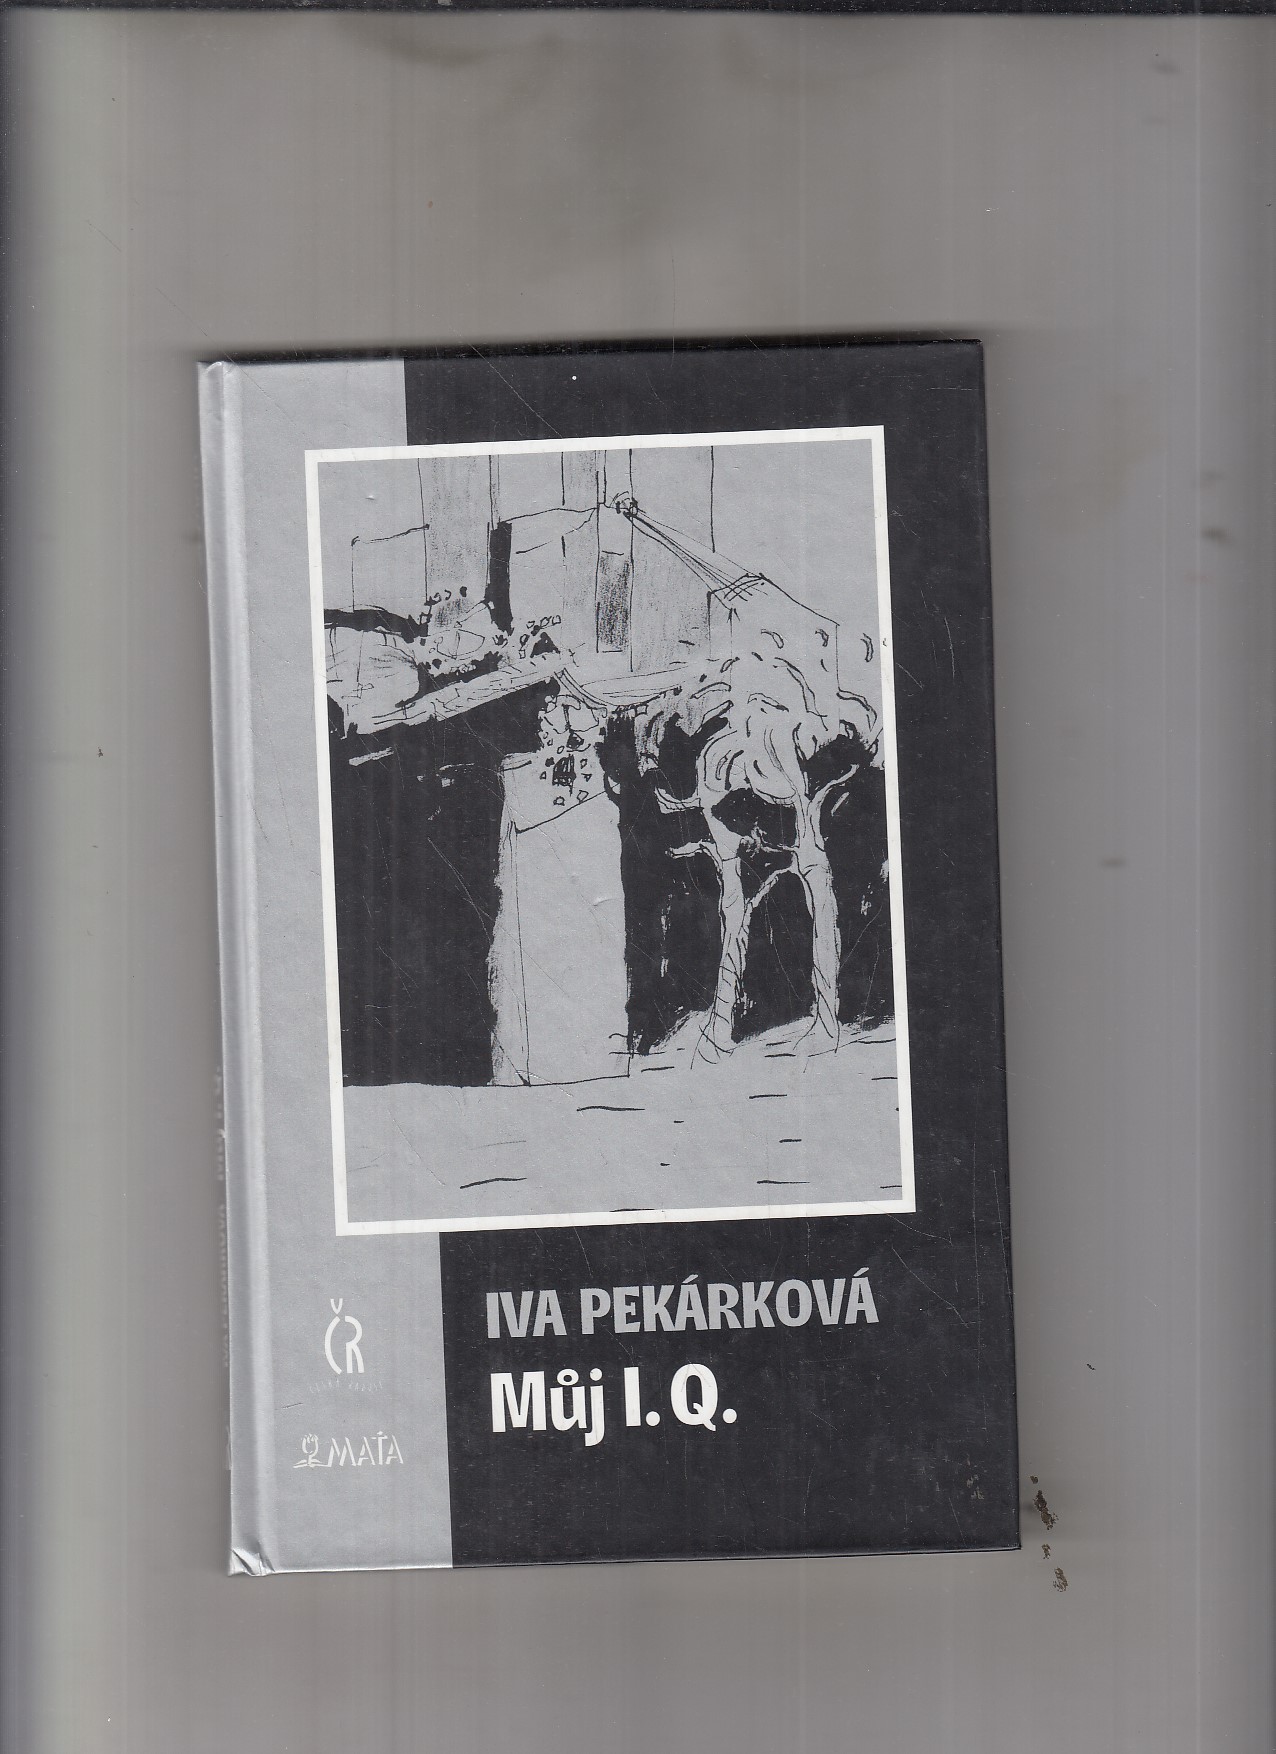 IVA PEKÁRKOVÁ
Můj I. Q.
ČR
MAŤA